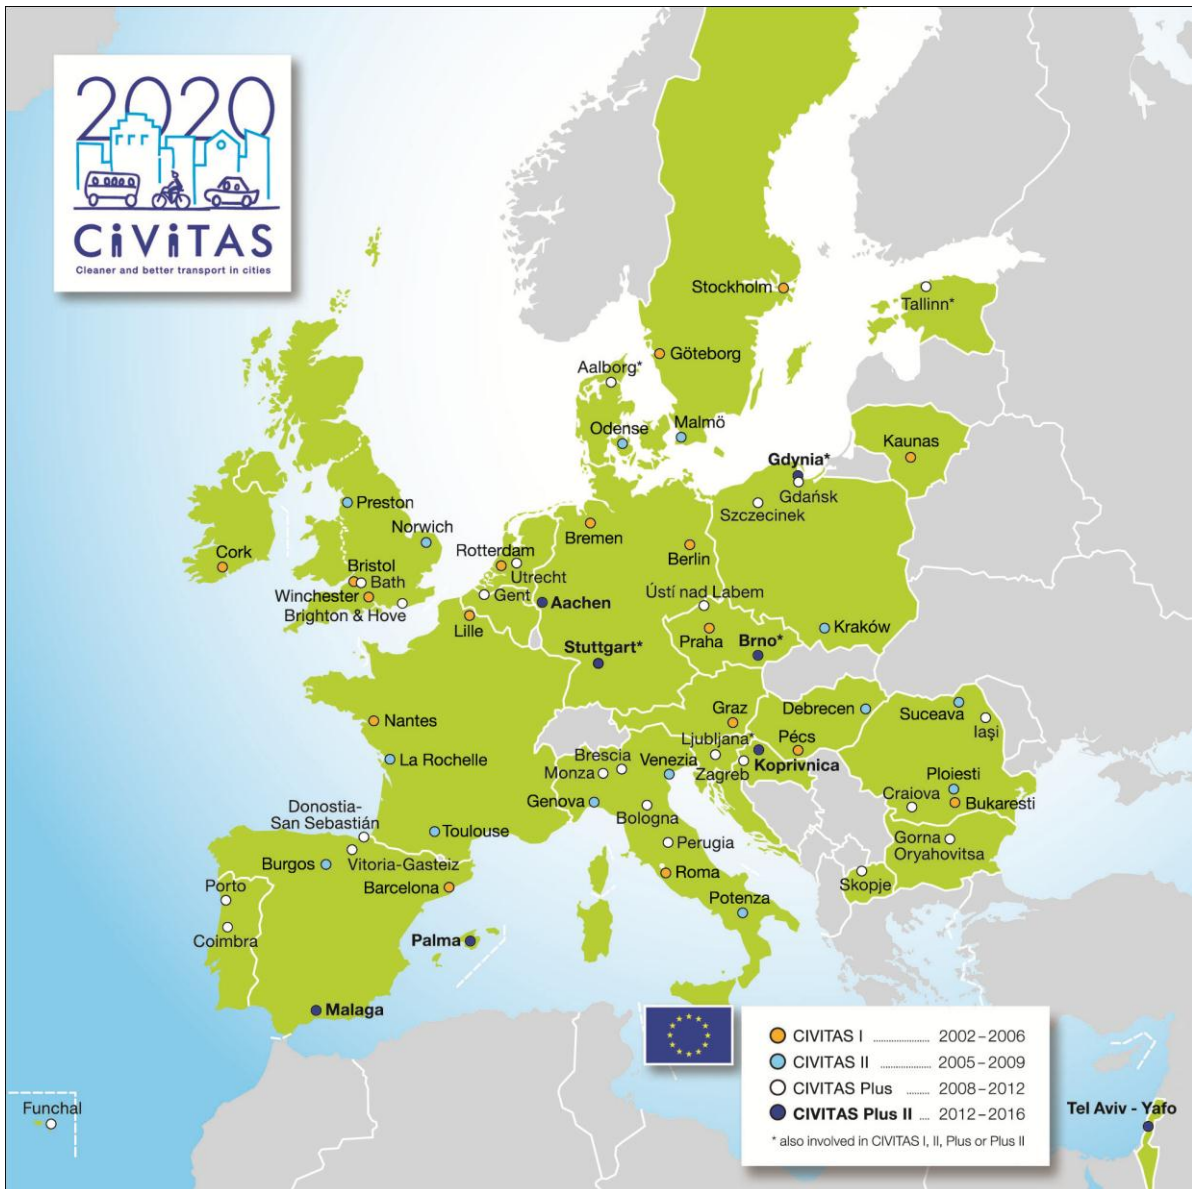 2020
CiViTAS
Cleaner and better transport in cities
Stockholm
Tallinn*
Göteborg
Aalborg*
Malmö
Odense
Kaunas
Gdynia*
Gdańsk
Szczecinek
Preston
Norwich
Bremen
Berlin
Rotterdam
Utrecht
Cork
Bristol
Bath
Winchester
Brighton & Hove
Gent
Aachen
Ústí nad Labem
Lille
Praha
Brno*
Kraków
Stuttgart*
Nantes
Graz
Debrecen
Suceava
Iaşi
Ljubljana*
Pécs
Koprivnica
La Rochelle
Brescia
Monza
Venezia
Zagreb
Ploiesti
Craiova
Bukaresti
Genova
Bologna
Donostia-
San Sebastián
Toulouse
Perugia
Gorna
Oryahovitsa
Vitoria-Gasteiz
Burgos
Barcelona
Roma
Skopje
Porto
Potenza
Coimbra
Palma
Malaga
Funchal
CIVITAS I ..................... 2002–2006
CIVITAS II ................... 2005–2009
CIVITAS Plus ......... 2008–2012
CIVITAS Plus II .... 2012–2016
* also involved in CIVITAS I, II, Plus or Plus II
Tel Aviv - Yafo